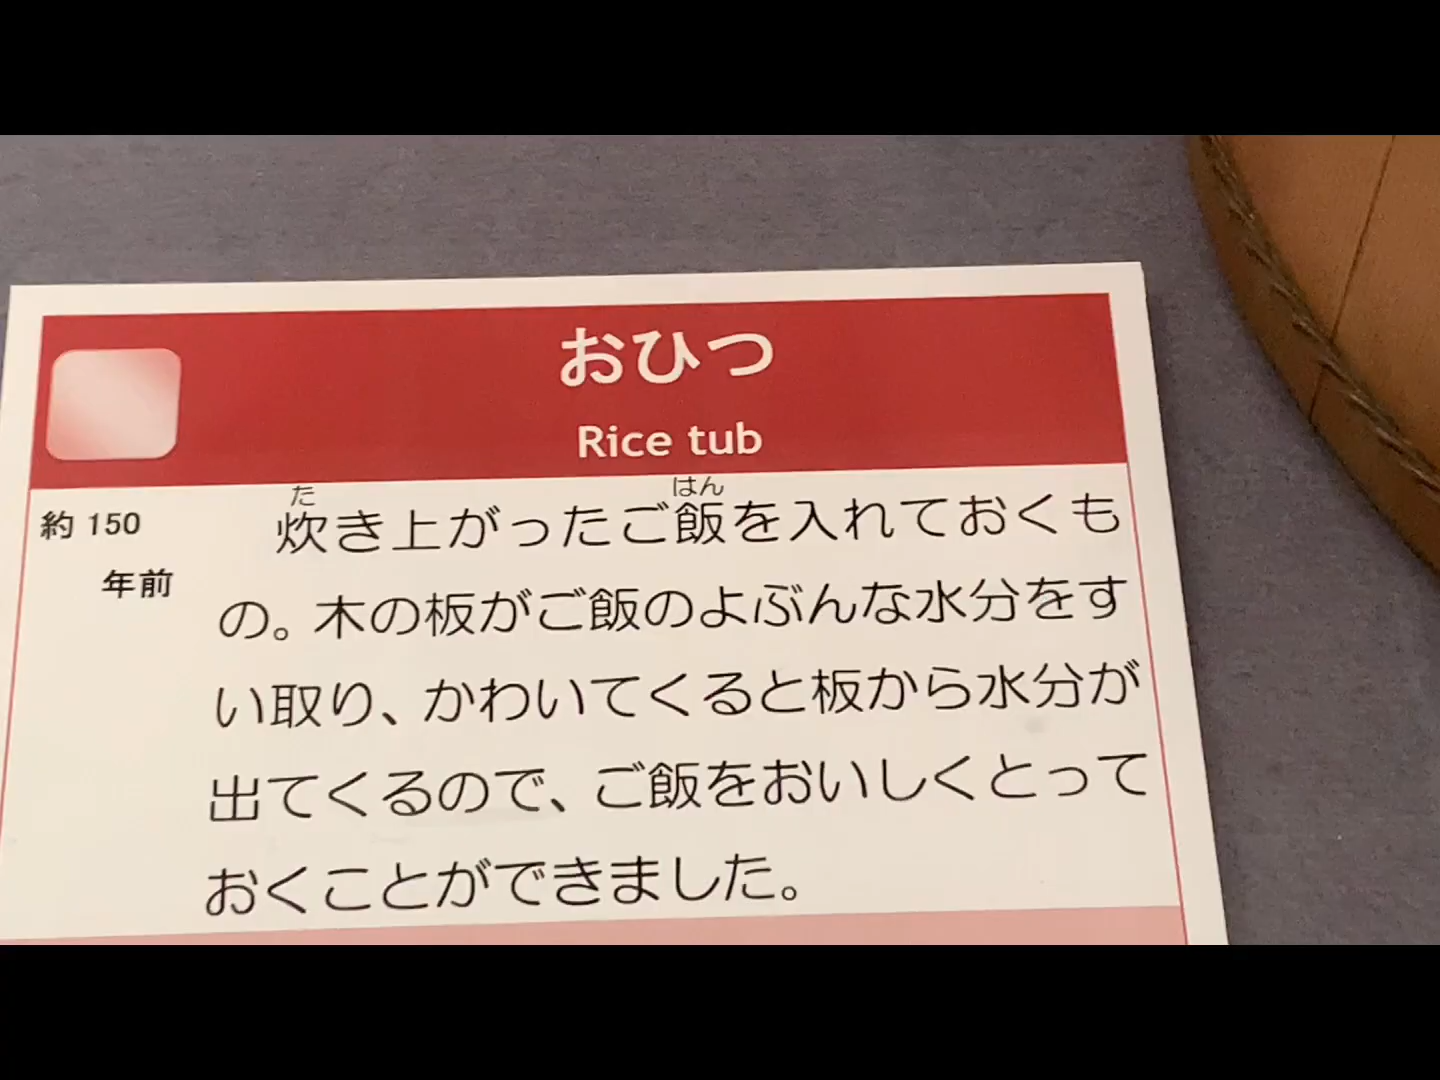 おひつ
Rice tub
約 150
年前
た はん
炊き上がったご飯を入れておくも
の。木の板がご飯のよぶんな水分をす
い取り、かわいてくると板から水分が
出てくるので、ご飯をおいしくとって
おくことができました。